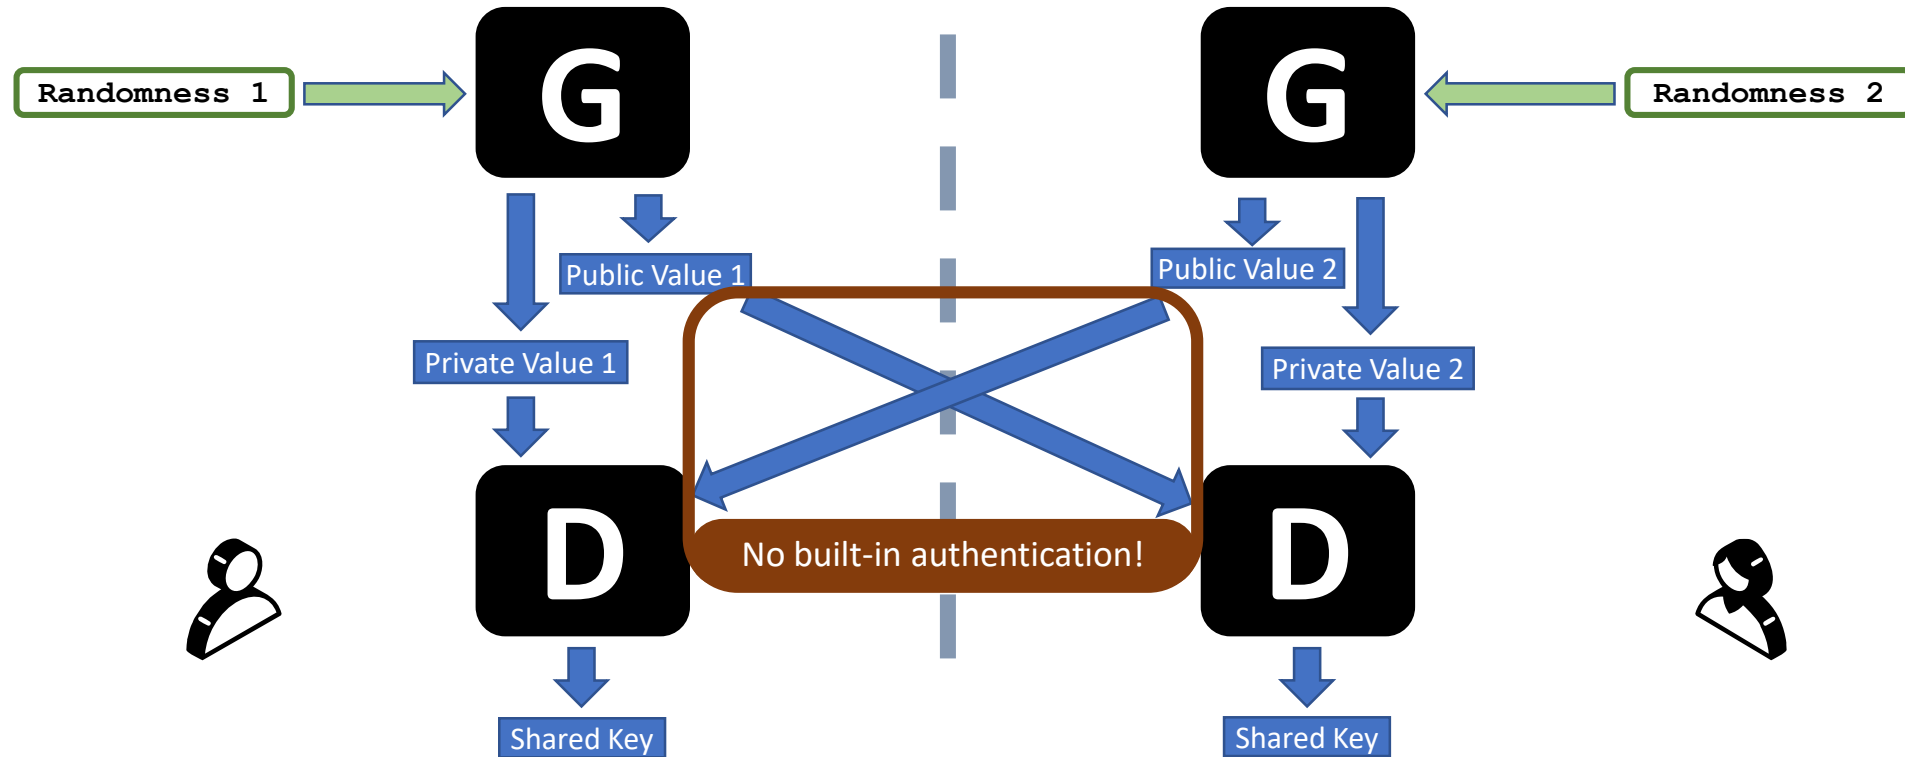 G
G
Randomness 1
Randomness 2
Public Value 1
Public Value 2
Private Value 1
Private Value 2
D
D
No built-in authentication!
Shared Key
Shared Key